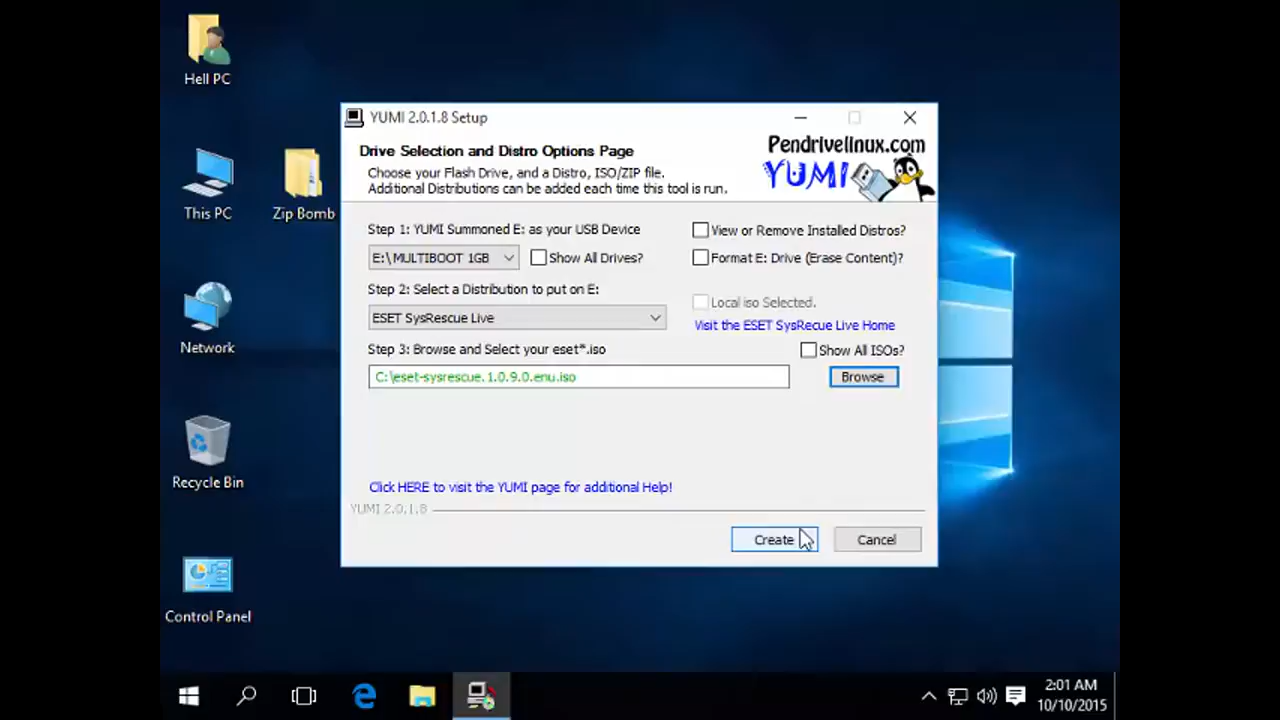 Hell PC
This PC
Zip Bomb
Network
Recycle Bin
Control Panel
YUMI 2.0.1.8 Setup
Drive Selection and Distro Options Page
Choose your Flash Drive, and a Distro, ISO/ZIP file.
Additional Distributions can be added each time this tool is run.
Pendrivelinux.com
YUMI
Step 1: YUMI Summoned E: as your USB Device
View or Remove Installed Distros?
E:\ MULTIBOOT 1GB
Show All Drives?
Format E: Drive (Erase Content)?
Step 2: Select a Distribution to put on E:
Local iso Selected.
ESET SysRescue Live
Visit the ESET SysRecue Live Home
Step 3: Browse and Select your eset*.iso
Show All ISOs?
C:\eset-sysrescue.1.0.9.0.enu.iso
Browse
Click HERE to visit the YUMI page for additional Help!
YUMI 2.0.1.8
Create
Cancel
2:01 AM
10/10/2015